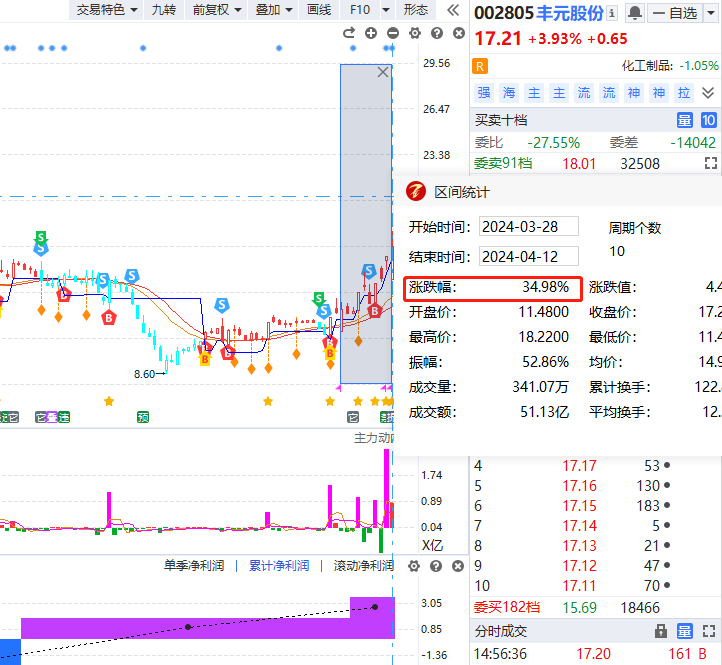 交易特色 九转 前复权 叠加 画线 F10 形态
002805 丰元股份 自选
17.21 +3.93% +0.65
R 化工制品: -1.05%
强 海 主 主 流 流 神 神 拉
买卖十档 量 10
委比 -27.55% 委差 -14042
委卖91档 18.01 32508
29.56
26.47
23.38
8.60
区间统计
开始时间: 2024-03-28 周期个数
结束时间: 2024-04-12 10
涨跌幅: 34.98% 涨跌值: 4.4
开盘价: 11.4800 收盘价: 17.2
最高价: 18.2200 最低价: 11.4
振幅: 52.86% 均价: 14.9
成交量: 341.07万 累计换手: 122.
成交额: 51.13亿 平均换手: 12.
主力动
1.74
0.89
0.04
X亿
4 17.17 53
5 17.16 130
6 17.15 183
7 17.14 5
8 17.13 21
9 17.12 47
10 17.11 70
委买182档 15.69 18466
单季净利润 累计净利润 滚动净利润
3.05
0.85
-1.36
分时成交 量
14:56:36 17.20 161 B